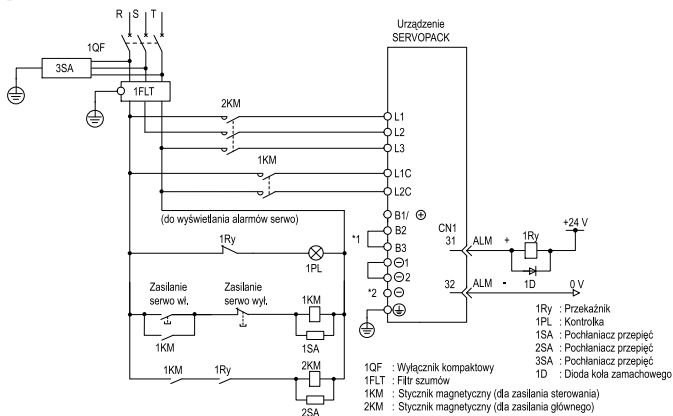 R S T
1QF
3SA
1FLT
2KM
1KM
Urządzenie
SERVOPACK
L1
L2
L3
L1C
L2C
B1/ ⊕
B2
B3
*1
⊖1
⊖2
*2 ⊖
CN1
31 ALM +
1Ry
+24 V
32 ALM -
1D
0 V
(do wyświetlania alarmów serwo)
1Ry
1PL
Zasilanie
serwo wł.
Zasilanie
serwo wył.
1KM
1KM
1SA
1KM
1Ry
2KM
2SA
1QF : Wyłącznik kompaktowy
1FLT : Filtr szumów
1KM : Stycznik magnetyczny (dla zasilania sterowania)
2KM : Stycznik magnetyczny (dla zasilania głównego)
1Ry : Przekaźnik
1PL : Kontrolka
1SA : Pochłaniacz przepięć
2SA : Pochłaniacz przepięć
3SA : Pochłaniacz przepięć
1D : Dioda koła zamachowego